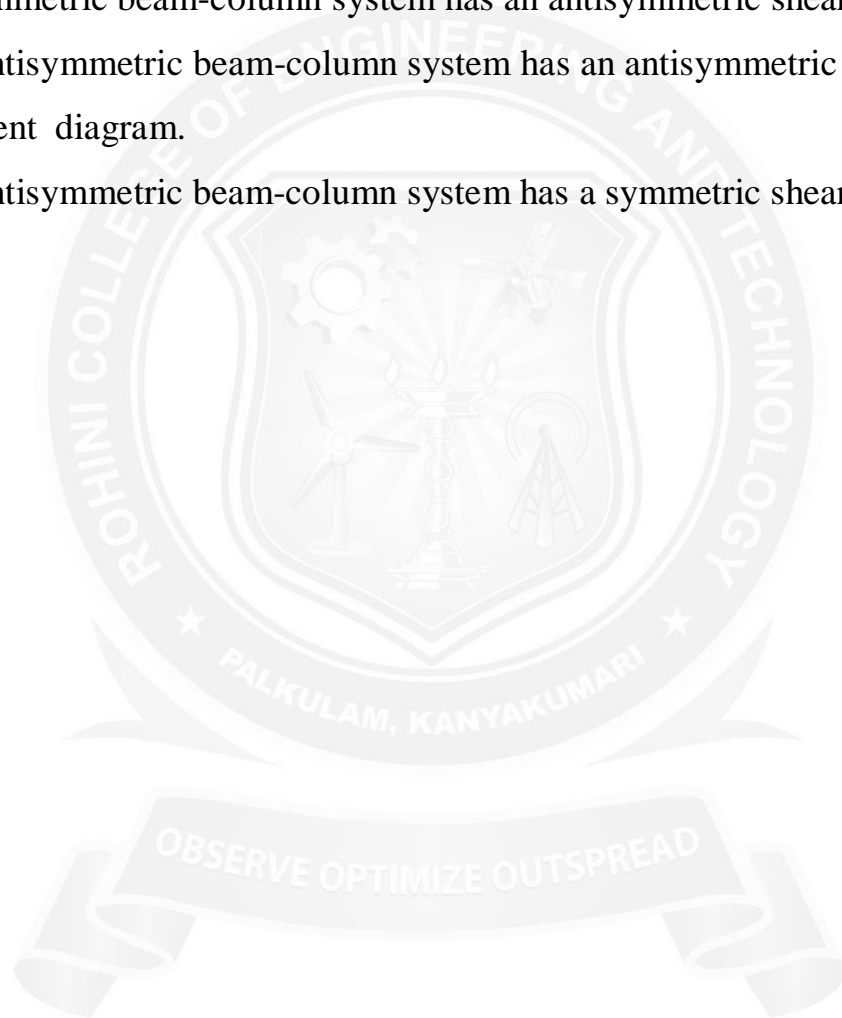 mmetric beam-column system has an antisymmetric shear
ntisymmetric beam-column system has an antisymmetric
ent diagram.
ntisymmetric beam-column system has a symmetric shear
ROHINI COLLEGE OF ENGINEERING AND TECHNOLOGY
PALKULAM, KANYAKUMARI
OBSERVE OPTIMIZE OUTSPREAD